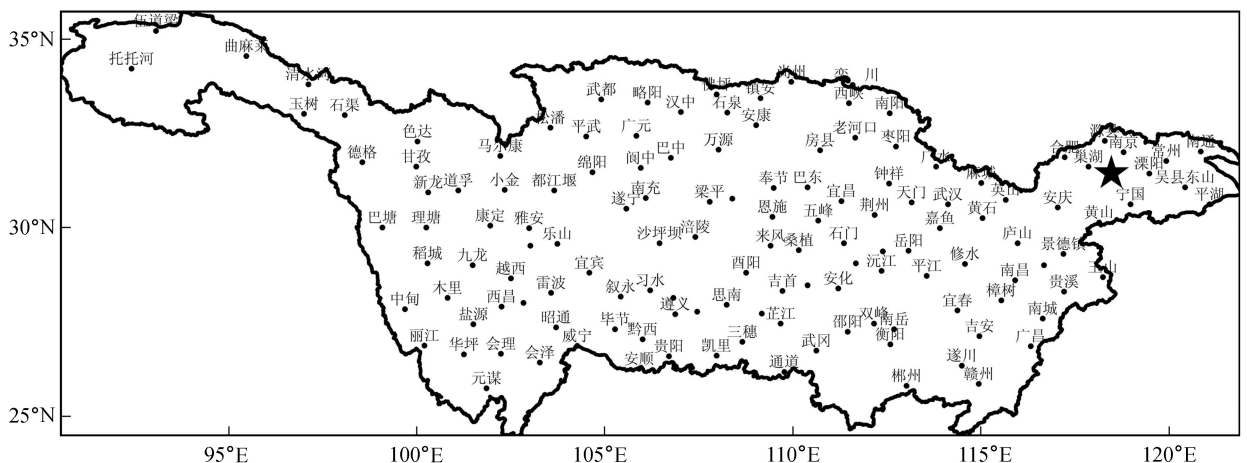 35°N
30°N
25°N
95°E
100°E
105°E
110°E
115°E
120°E
伍道梁
托托河
曲麻莱
清水河
玉树
石渠
色达
德格
甘孜
新龙
道孚
巴塘
理塘
稻城
中甸
丽江
马尔康
小金
康定
九龙
木里
盐源
华坪
元谋
松潘
平武
都江堰
雅安
乐山
越西
西昌
会理
会泽
雷波
昭通
威宁
武都
略阳
汉中
广元
绵阳
阆中
巴中
遂宁
南充
沙坪坝
宜宾
叙永
习水
毕节
黔西
安顺
贵阳
遵义
佛坪
石泉
镇安
安康
万源
梁平
涪陵
思南
三穗
凯里
商州
栾川
西峡
南阳
老河口
枣阳
房县
奉节
巴东
恩施
宜昌
五峰
来风
桑植
石门
酉阳
吉首
芷江
通道
安化
沅江
邵阳
武冈
双峰
南岳
衡阳
郴州
钟祥
天门
荆州
广水
武汉
嘉鱼
岳阳
平江
麻城
英山
黄石
修水
宜春
吉安
遂川
赣州
庐山
南昌
樟树
广昌
南城
贵溪
景德镇
玉山
合肥
巢湖
安庆
滁州
南京
黄山
宁国
常州
溧阳
南通
吴县东山
平湖